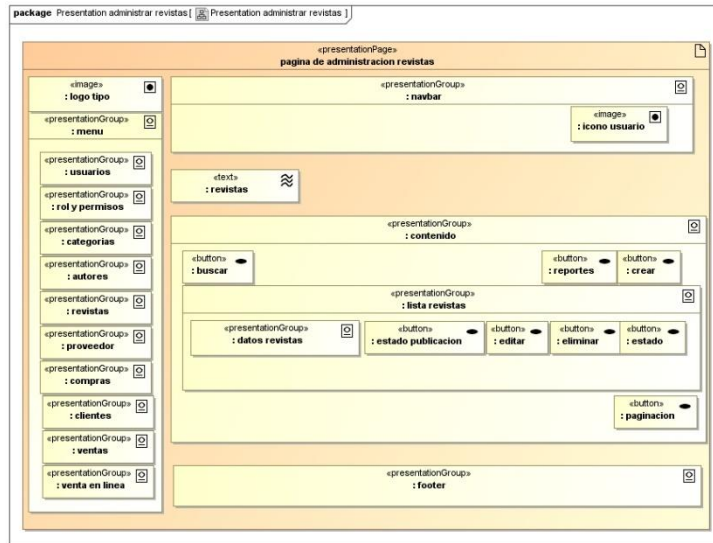 package Presentation administrar revistas[ Presentation administrar revistas ]
«presentationPage»
pagina de administracion revistas
«image»
: logo tipo
«presentationGroup»
: menu
«presentationGroup»
: usuarios
«presentationGroup»
: rol y permisos
«presentationGroup»
: categorias
«presentationGroup»
: autores
«presentationGroup»
: revistas
«presentationGroup»
: proveedor
«presentationGroup»
: compras
«presentationGroup»
: clientes
«presentationGroup»
: ventas
«presentationGroup»
: venta en linea
«presentationGroup»
: navbar
«image»
: icono usuario
«text»
: revistas
«presentationGroup»
: contenido
«button»
: buscar
«button»
: reportes
«button»
: crear
«presentationGroup»
: lista revistas
«presentationGroup»
: datos revistas
«button»
: estado publicacion
«button»
: editar
«button»
: eliminar
«button»
: estado
«button»
: paginacion
«presentationGroup»
: footer